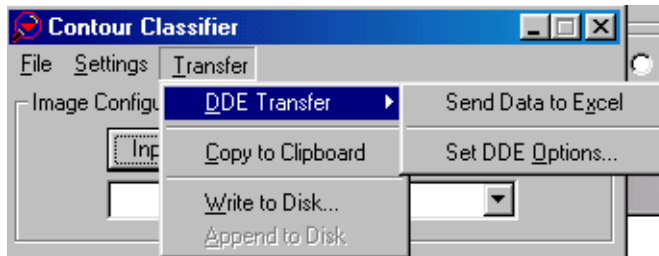 Contour Classifier
File Settings Transfer
Image Configu
DDE Transfer
Send Data to Excel
Inp
Copy to Clipboard
Set DDE Options...
Write to Disk...
Append to Disk